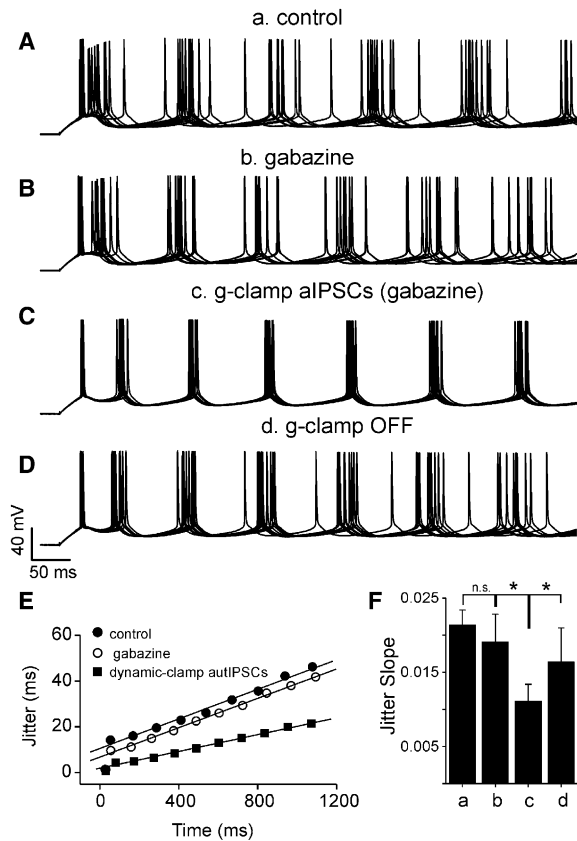 a. control
A
b. gabazine
B
c. g-clamp aIPSCs (gabazine)
C
d. g-clamp OFF
D
40 mV
50 ms
E
60
40
20
0
Jitter (ms)
control
gabazine
dynamic-clamp autIPSCs
0
400
800
1200
Time (ms)
F
0.025
0.015
0.005
Jitter Slope
n.s.
*
*
a
b
c
d